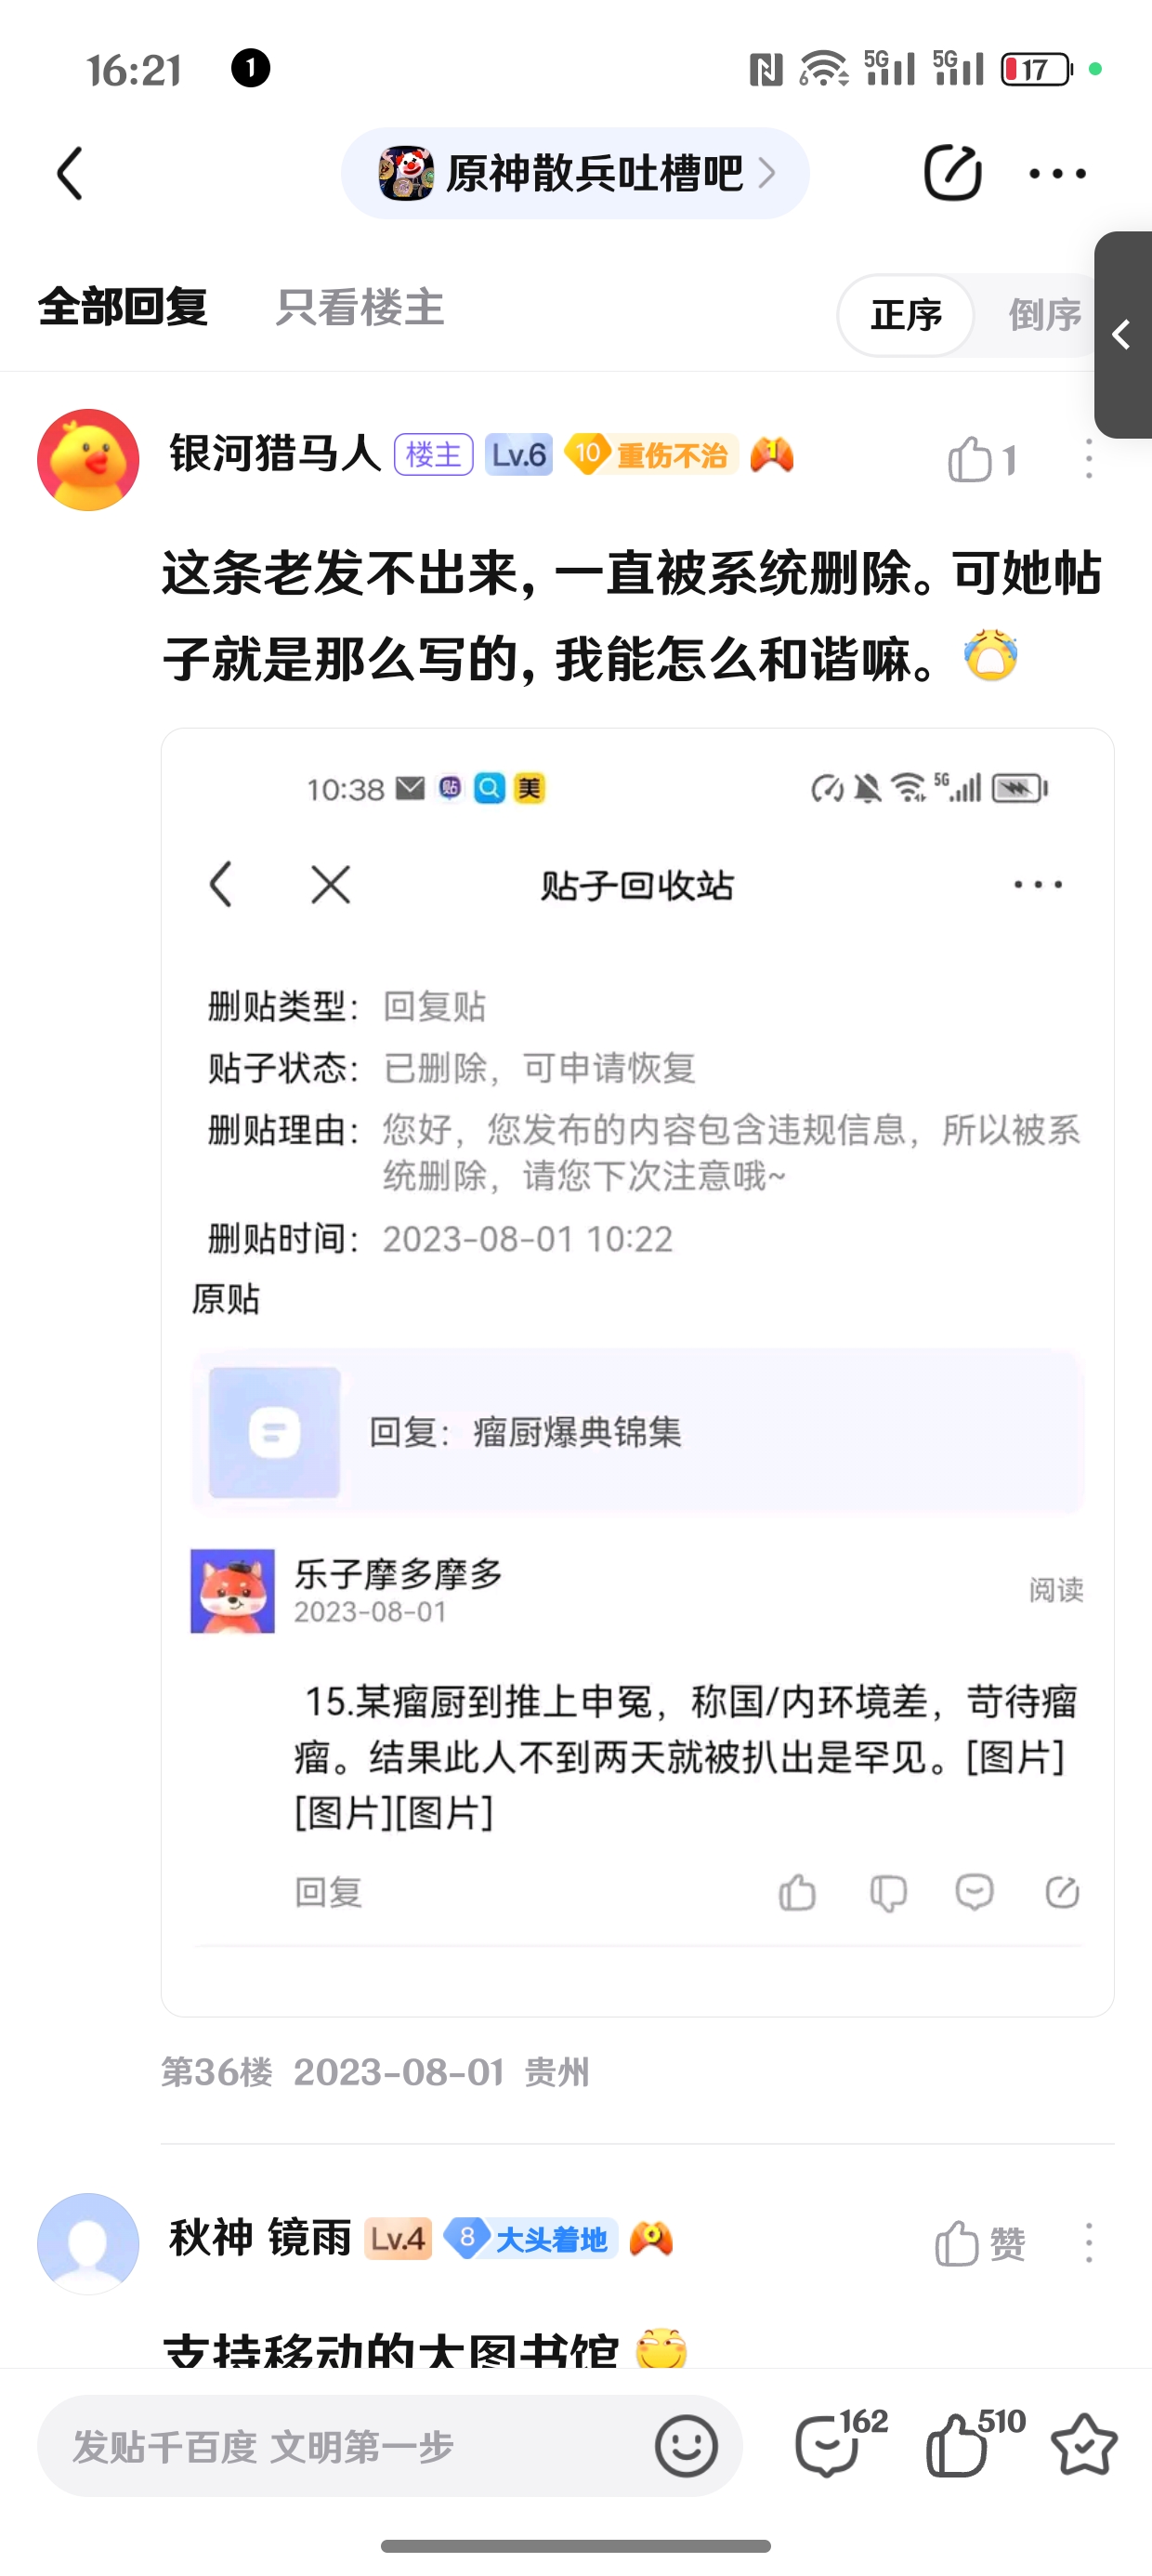 16:21
1
5G
5G
17
原神散兵吐槽吧
全部回复
只看楼主
正序
倒序
银河猎马人
楼主
Lv.6
10
重伤不治
1
这条老发不出来，一直被系统删除。可她帖
子就是那么写的，我能怎么和谐嘛。
10:38
贴
美
5G
贴子回收站
删贴类型：
回复贴
贴子状态：
已删除，可申请恢复
删贴理由：
您好，您发布的内容包含违规信息，所以被系
统删除，请您下次注意哦~
删贴时间：
2023-08-01 10:22
原贴
回复：瘤厨爆典锦集
乐子摩多摩多
2023-08-01
阅读
15.某瘤厨到推上申冤，称国/内环境差，苛待瘤
瘤。结果此人不到两天就被扒出是罕见。[图片]
[图片][图片]
回复
第36楼 2023-08-01 贵州
秋神 镜雨
Lv.4
8
大头着地
赞
支持移动的大图书馆
发贴千百度 文明第一步
162
510